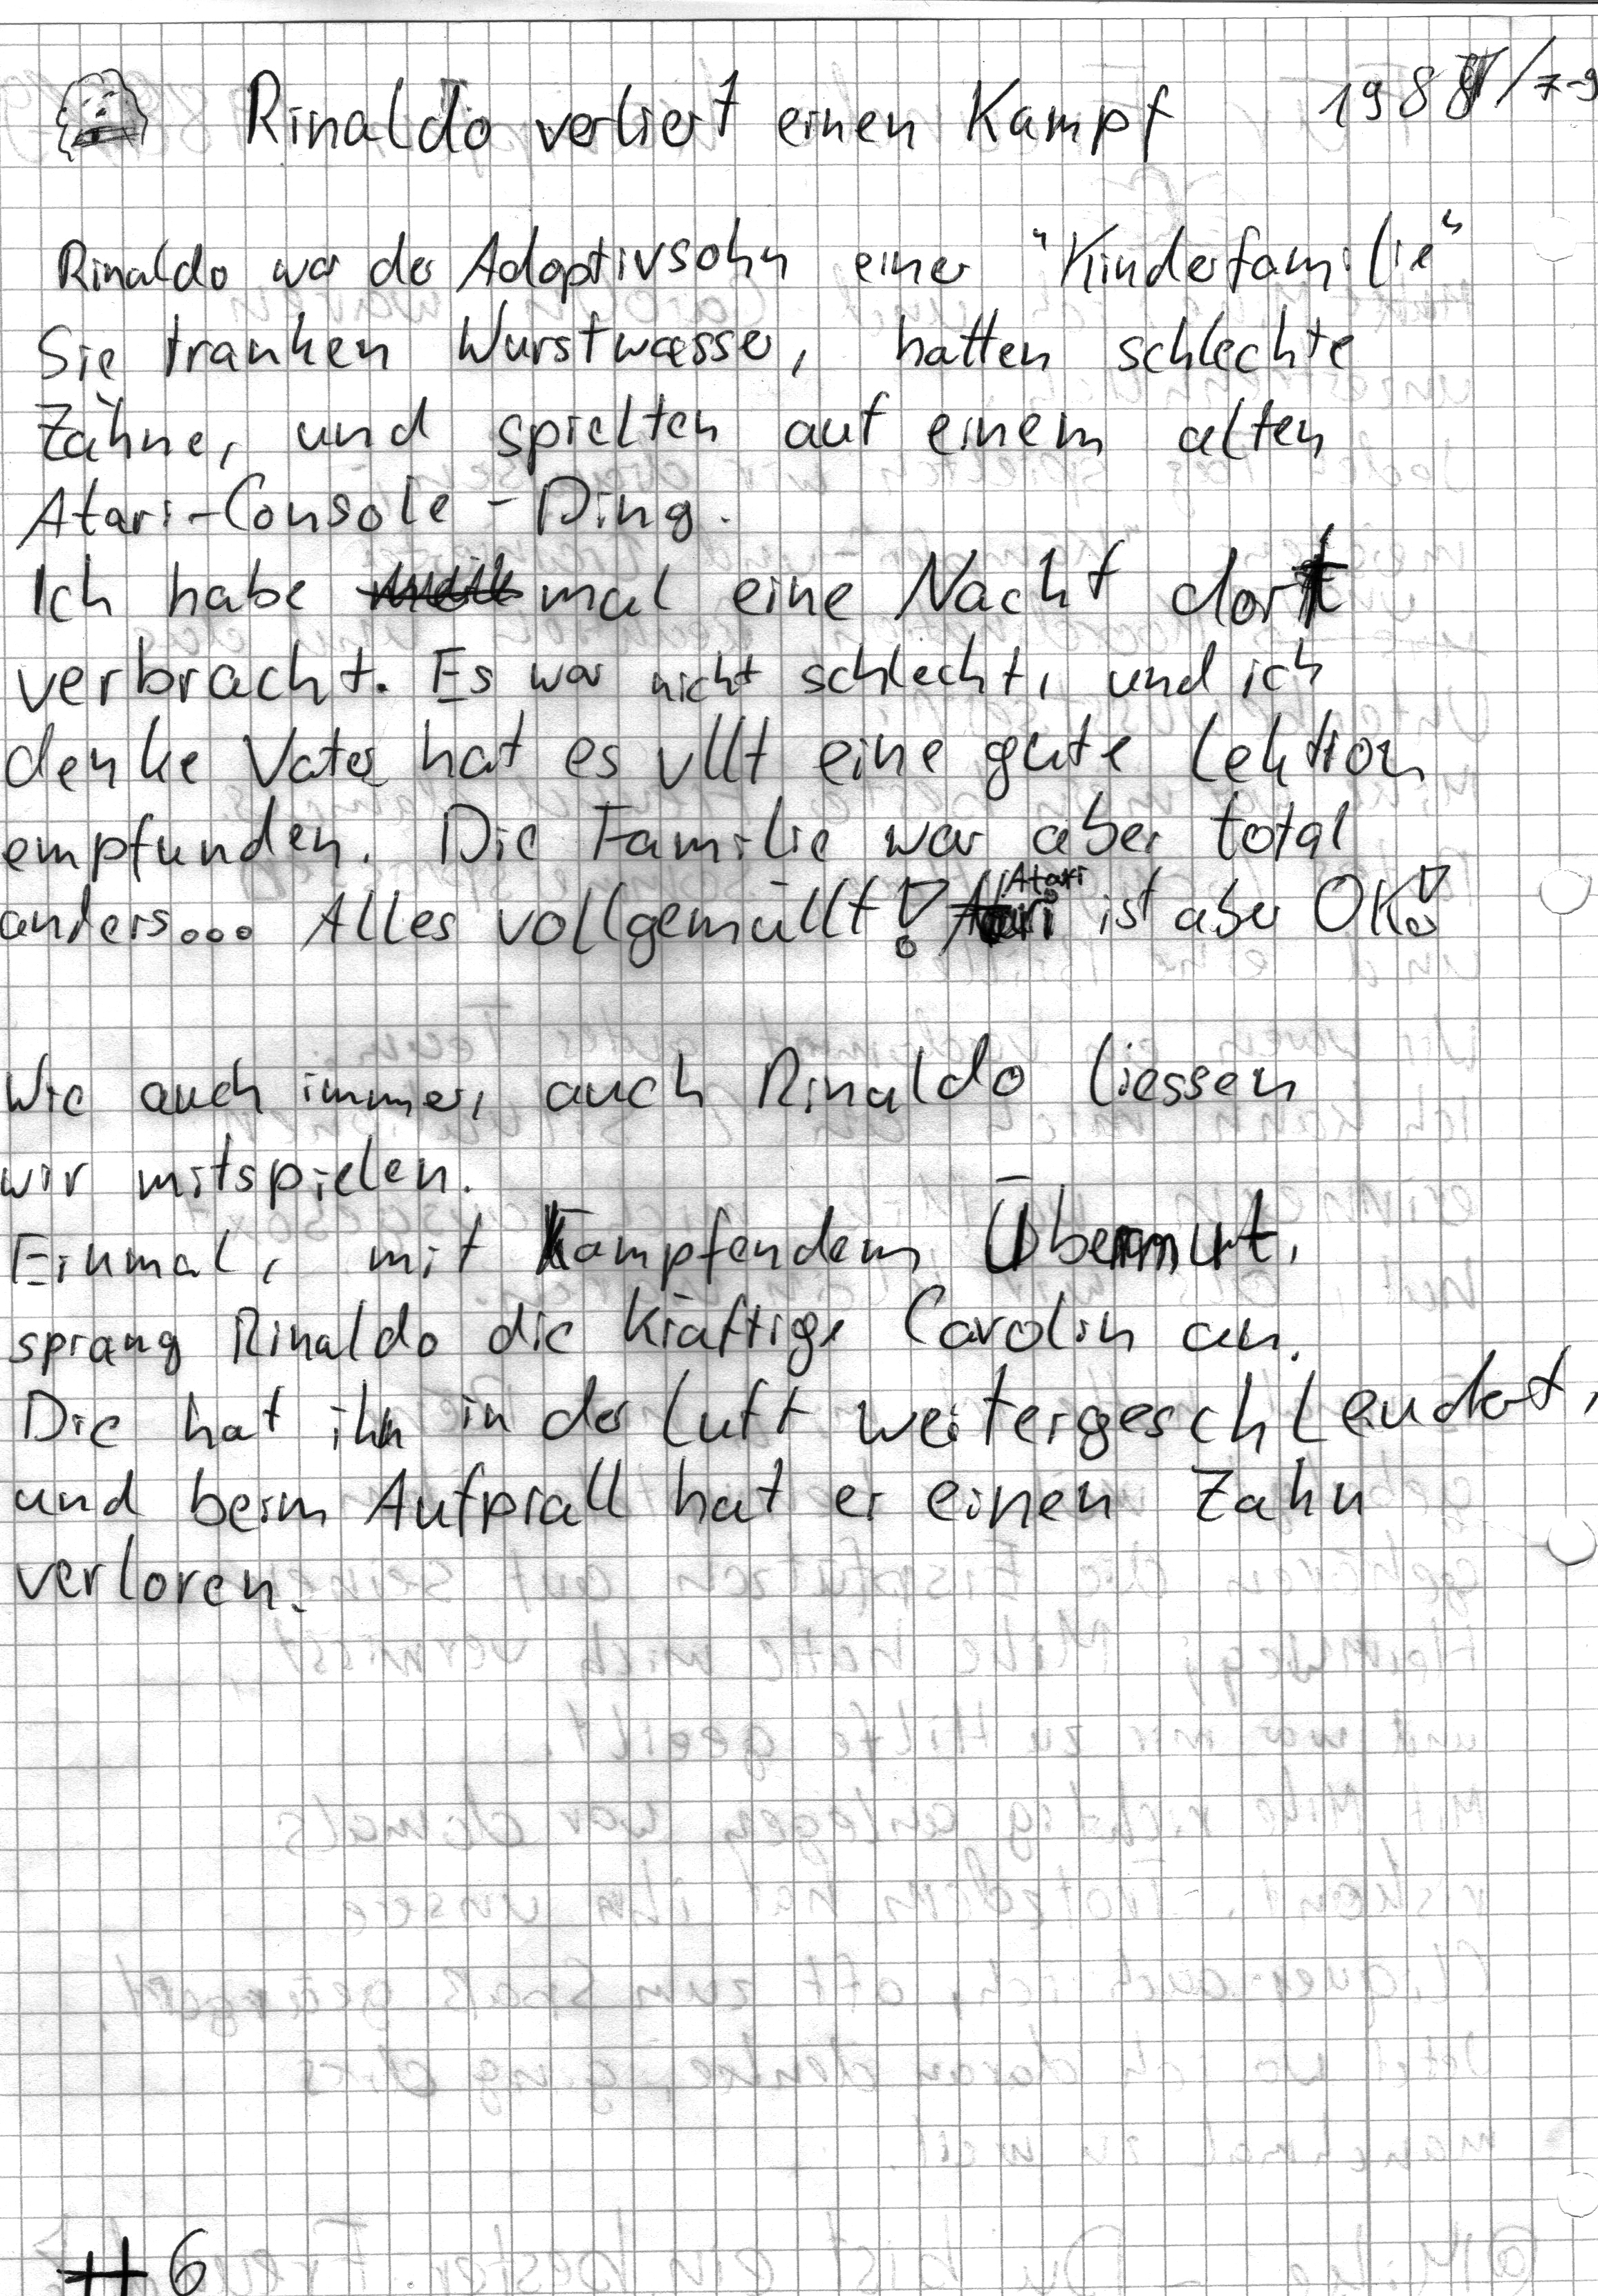 Rinaldo verliert einen Kampf 1988/7-9
Rinaldo war der Adoptivsohn einer "Kinderfamilie"
Sie tranken Wurstwasser, hatten schlechte
Zähne, und spielten auf einem alten
Atari-Console-Ding.
Ich habe mal eine Nacht dort
verbracht. Es war nicht schlecht, und ich
denke Vater hat es vllt eine gute Lektion
empfunden. Die Familie war aber total
anders... Alles vollgemüllt! Atari ist aber OK!
Wie auch immer, auch Rinaldo liessen
wir mitspielen.
Einmal, mit kampfendem Übermut,
sprang Rinaldo die kräftige Carolin an.
Die hat ihn in der Luft weitergeschleudert,
und beim Aufprall hat er einen Zahn
verloren.
#6